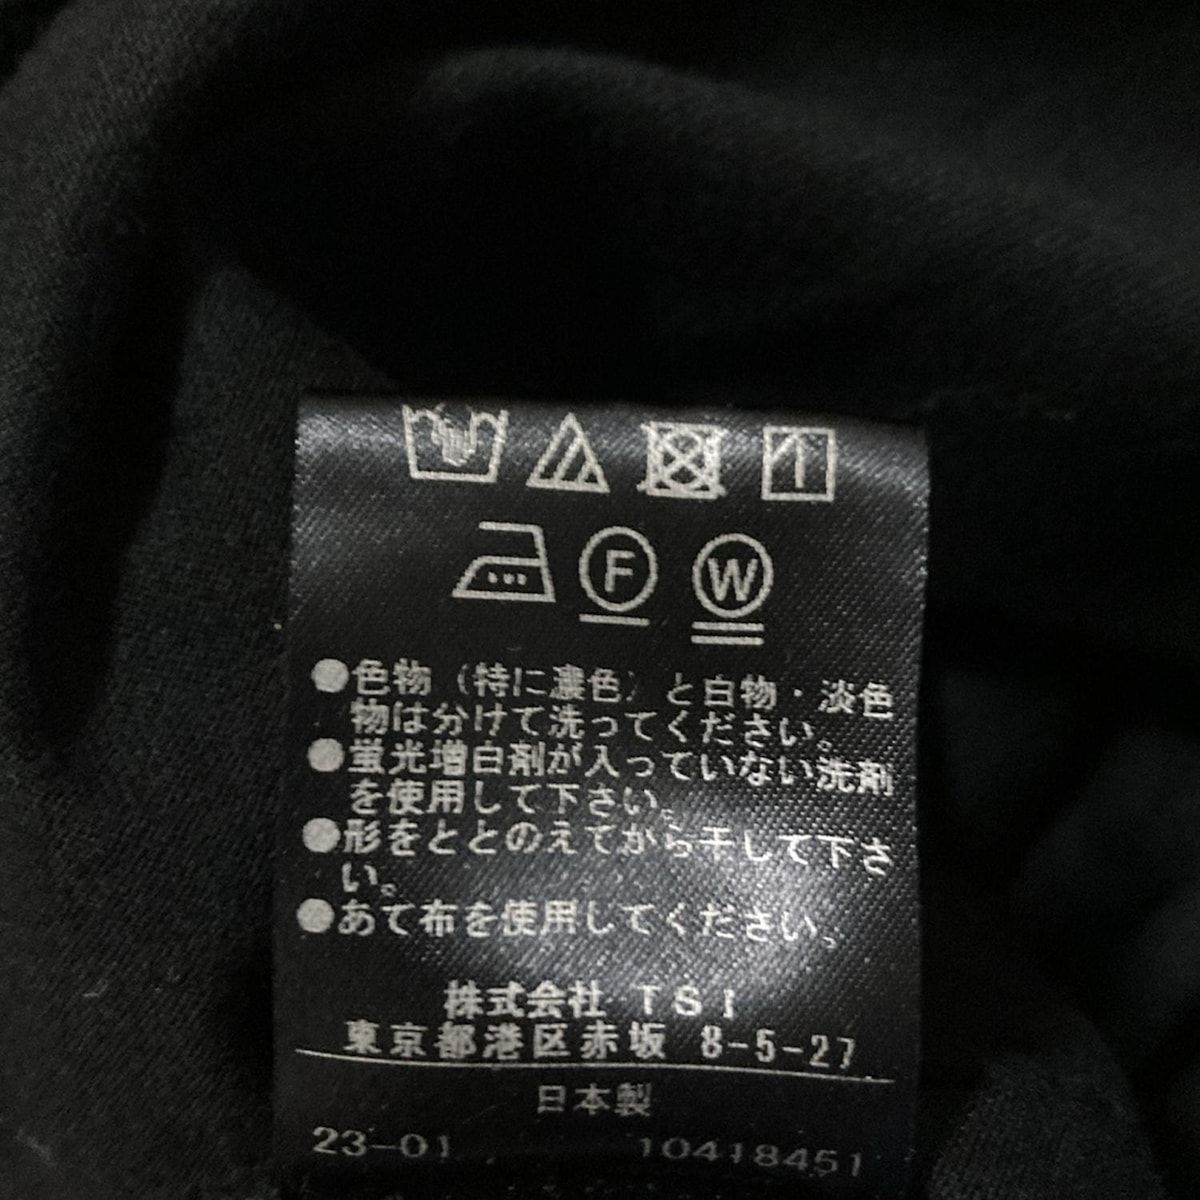 F W
●色物（特に濃色）と白物・淡色
物は分けて洗ってください。
●蛍光増白剤が入っていない洗剤
を使用して下さい。
●形をととのえてから干して下さ
い。
●あて布を使用してください。
株式会社 TSI
東京都港区赤坂 8-5-27
日本製
23-01 10418451